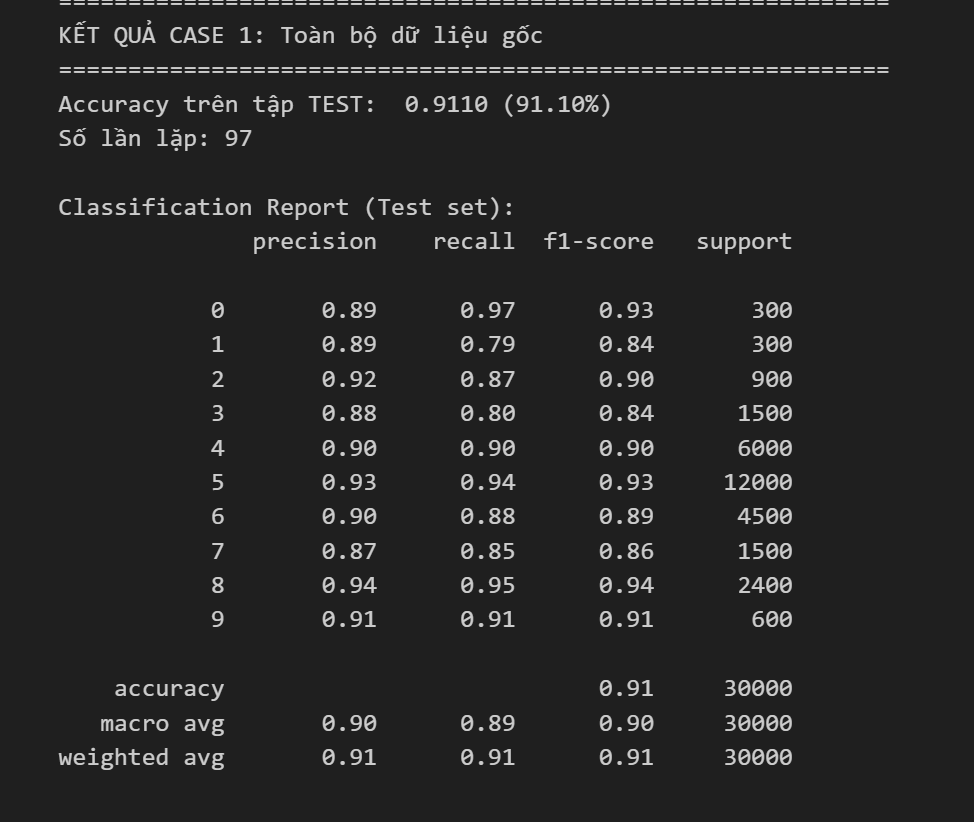 ============================================================
KẾT QUẢ CASE 1: Toàn bộ dữ liệu gốc
============================================================
Accuracy trên tập TEST:  0.9110 (91.10%)
Số lần lặp: 97
Classification Report (Test set):
              precision    recall  f1-score   support
           0       0.89      0.97      0.93       300
           1       0.89      0.79      0.84       300
           2       0.92      0.87      0.90       900
           3       0.88      0.80      0.84      1500
           4       0.90      0.90      0.90      6000
           5       0.93      0.94      0.93     12000
           6       0.90      0.88      0.89      4500
           7       0.87      0.85      0.86      1500
           8       0.94      0.95      0.94      2400
           9       0.91      0.91      0.91       600
    accuracy                           0.91     30000
   macro avg       0.90      0.89      0.90     30000
weighted avg       0.91      0.91      0.91     30000